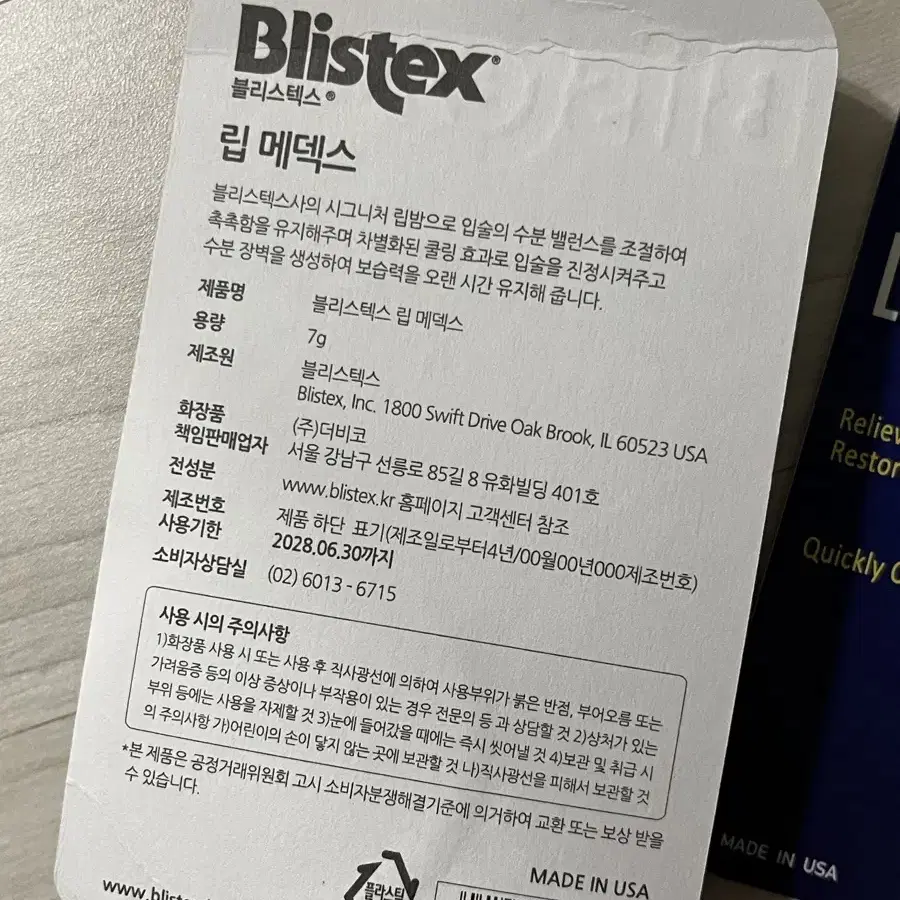 Blistex®
블리스텍스®
립 메덱스
블리스텍스사의 시그니처 립밤으로 입술의 수분 밸런스를 조절하여
촉촉함을 유지해주며 차별화된 쿨링 효과로 입술을 진정시켜주고
수분 장벽을 생성하여 보습력을 오랜 시간 유지해 줍니다.
제품명 블리스텍스 립 메덱스
용량 7g
제조원 블리스텍스
Blistex, Inc. 1800 Swift Drive Oak Brook, IL 60523 USA
화장품 (주)더비코
책임판매업자 서울 강남구 선릉로 85길 8 유화빌딩 401호
전성분 www.blistex.kr 홈페이지 고객센터 참조
제조번호 제품 하단 표기(제조일로부터4년/00월00년000제조번호)
사용기한 2028.06.30까지
소비자상담실 (02) 6013-6715
사용 시의 주의사항
1)화장품 사용 시 또는 사용 후 직사광선에 의하여 사용부위가 붉은 반점, 부어오름 또는
가려움증 등의 이상 증상이나 부작용이 있는 경우 전문의 등 과 상담할 것 2)상처가 있는
부위 등에는 사용을 자제할 것 3)눈에 들어갔을 때에는 즉시 씻어낼 것 4)보관 및 취급 시
의 주의사항 가)어린이의 손이 닿지 않는 곳에 보관할 것 나)직사광선을 피해서 보관할 것
*본 제품은 공정거래위원회 고시 소비자분쟁해결기준에 의거하여 교환 또는 보상 받을
수 있습니다.
플라스틱
MADE IN USA
www.blist
Reliev
Restor
Quickly
MADE IN USA